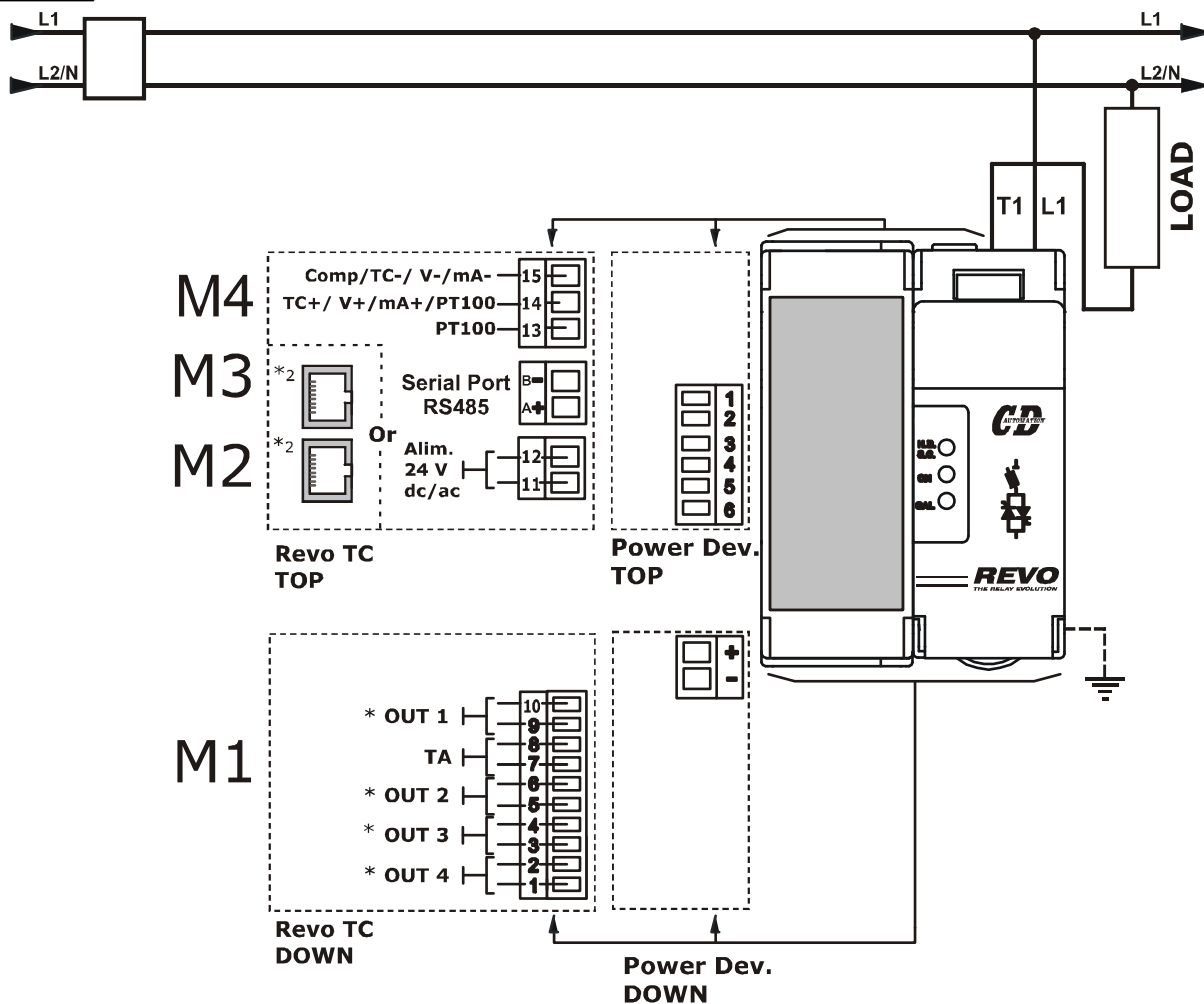 L1 L1
L2/N L2/N
LOAD
T1 L1
M4
Comp/TC-/ V-/mA- 15
TC+/ V+/mA+/PT100 14
PT100 13
M3
*2
Serial Port
RS485
B-
A+
Or
M2
*2
Alim.
24 V
dc/ac
12
11
1
2
3
4
5
6
Revo TC
TOP
Power Dev.
TOP
CD
AUTOMATION
H.B.
S.C.
ON
CAL.
REVO
THE RELAY EVOLUTION
+
-
M1
* OUT 1
TA
* OUT 2
* OUT 3
* OUT 4
10
9
8
7
6
5
4
3
2
1
Revo TC
DOWN
Power Dev.
DOWN